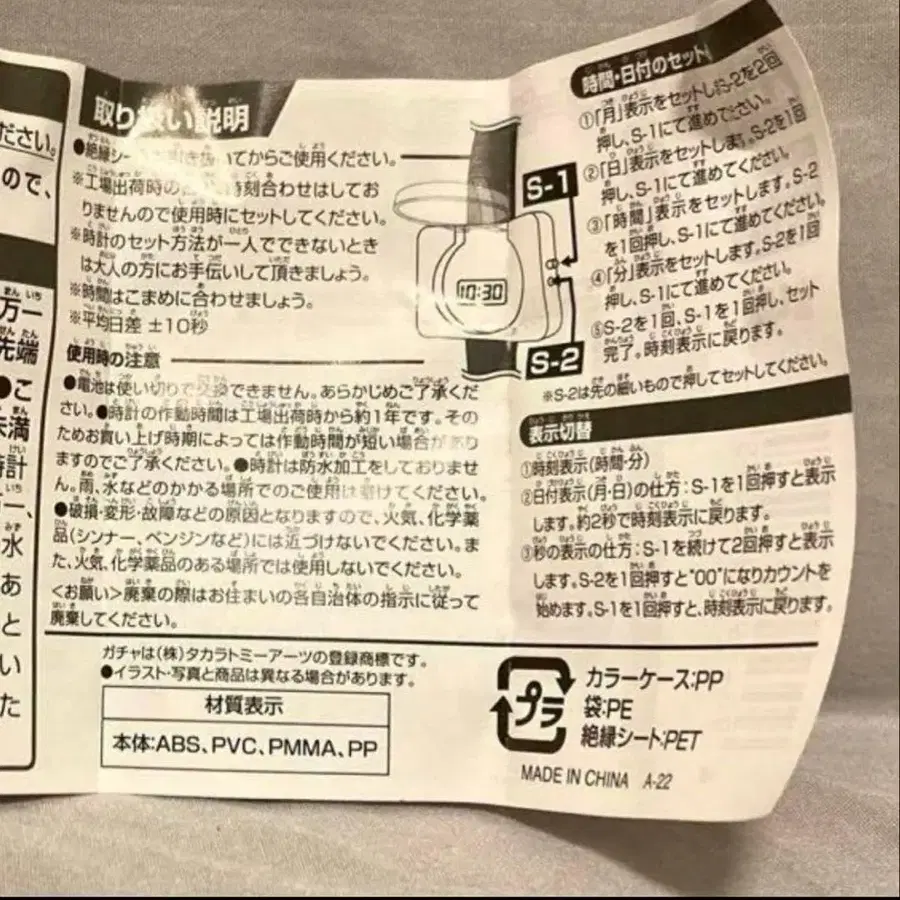 ださい。
ので、
万一
先端
●こ
未満
時計
水
あ
と
い
た
取り扱い説明
●絶縁シートを引き抜いてからご使用ください。
※工場出荷時の 時刻合わせはしてお
りませんので使用時にセットしてください。
※時計のセット方法が一人でできないとき
は大人の方にお手伝いして頂きましょう。
※時間はこまめに合わせましょう。
※平均日差 ±10秒
S-1
10:30
S-2
使用時の注意
●電池は使い切りで交換できません。あらかじめご了承くだ
さい。●時計の作動時間は工場出荷時から約1年です。その
ためお買い上げ時期によっては作動時間が短い場合があり
ますのでご了承ください。●時計は防水加工をしておりませ
ん。雨、水などのかかる場所でのご使用は避けてください。
●破損・変形・故障などの原因となりますので、火気、化学薬
品(シンナー、ベンジンなど)には近づけないでください。ま
た、火気、化学薬品のある場所では使用しないでください。
<お願い>廃棄の際はお住まいの各自治体の指示に従って
廃棄してください。
時間・日付のセット
①「月」表示をセットします。S-2を2回
押し、S-1にて進めてください。
②「日」表示をセットします。S-2を1回
押し、S-1にて進めてください。
③「時間」表示をセットします。S-2
を1回押し、S-1にて進めてください。
④「分」表示をセットします。S-2を1回
押し、S-1にて進めてください。
⑤S-2を1回、S-1を1回押し、セット
完了。時刻表示に戻ります。
※S-2は先の細いもので押してセットしてください。
表示切替
①時刻表示(時間・分)
②日付表示(月・日)の仕方:S-1を1回押すと表示
します。約2秒で時刻表示に戻ります。
③秒の表示の仕方:S-1を続けて2回押すと表示
します。S-2を1回押すと"00"になりカウントを
始めます。S-1を1回押すと、時刻表示に戻ります。
ガチャは(株)タカラトミーアーツの登録商標です。
●イラスト・写真と商品は異なる場合があります。
材質表示
本体:ABS、PVC、PMMA、PP
プラ
カラーケース:PP
袋:PE
絶縁シート:PET
MADE IN CHINA A-22